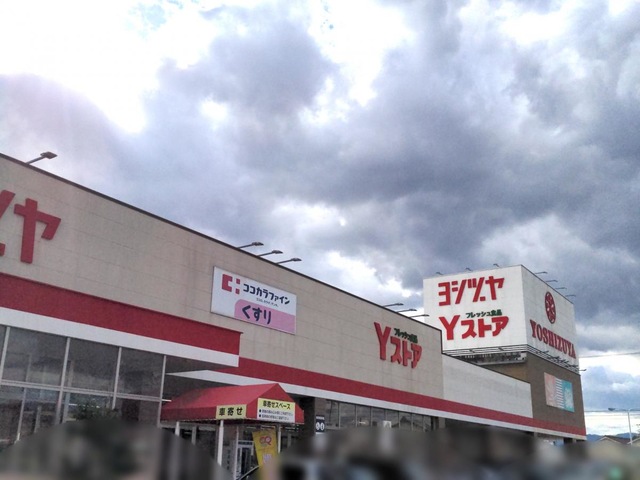 ツヤ
ココカラファイン
くすり
フレッシュ食品
Yストア
ヨシヅヤ
フレッシュ食品
Yストア
YOSHIZUYA
車寄せ
車寄せスペース